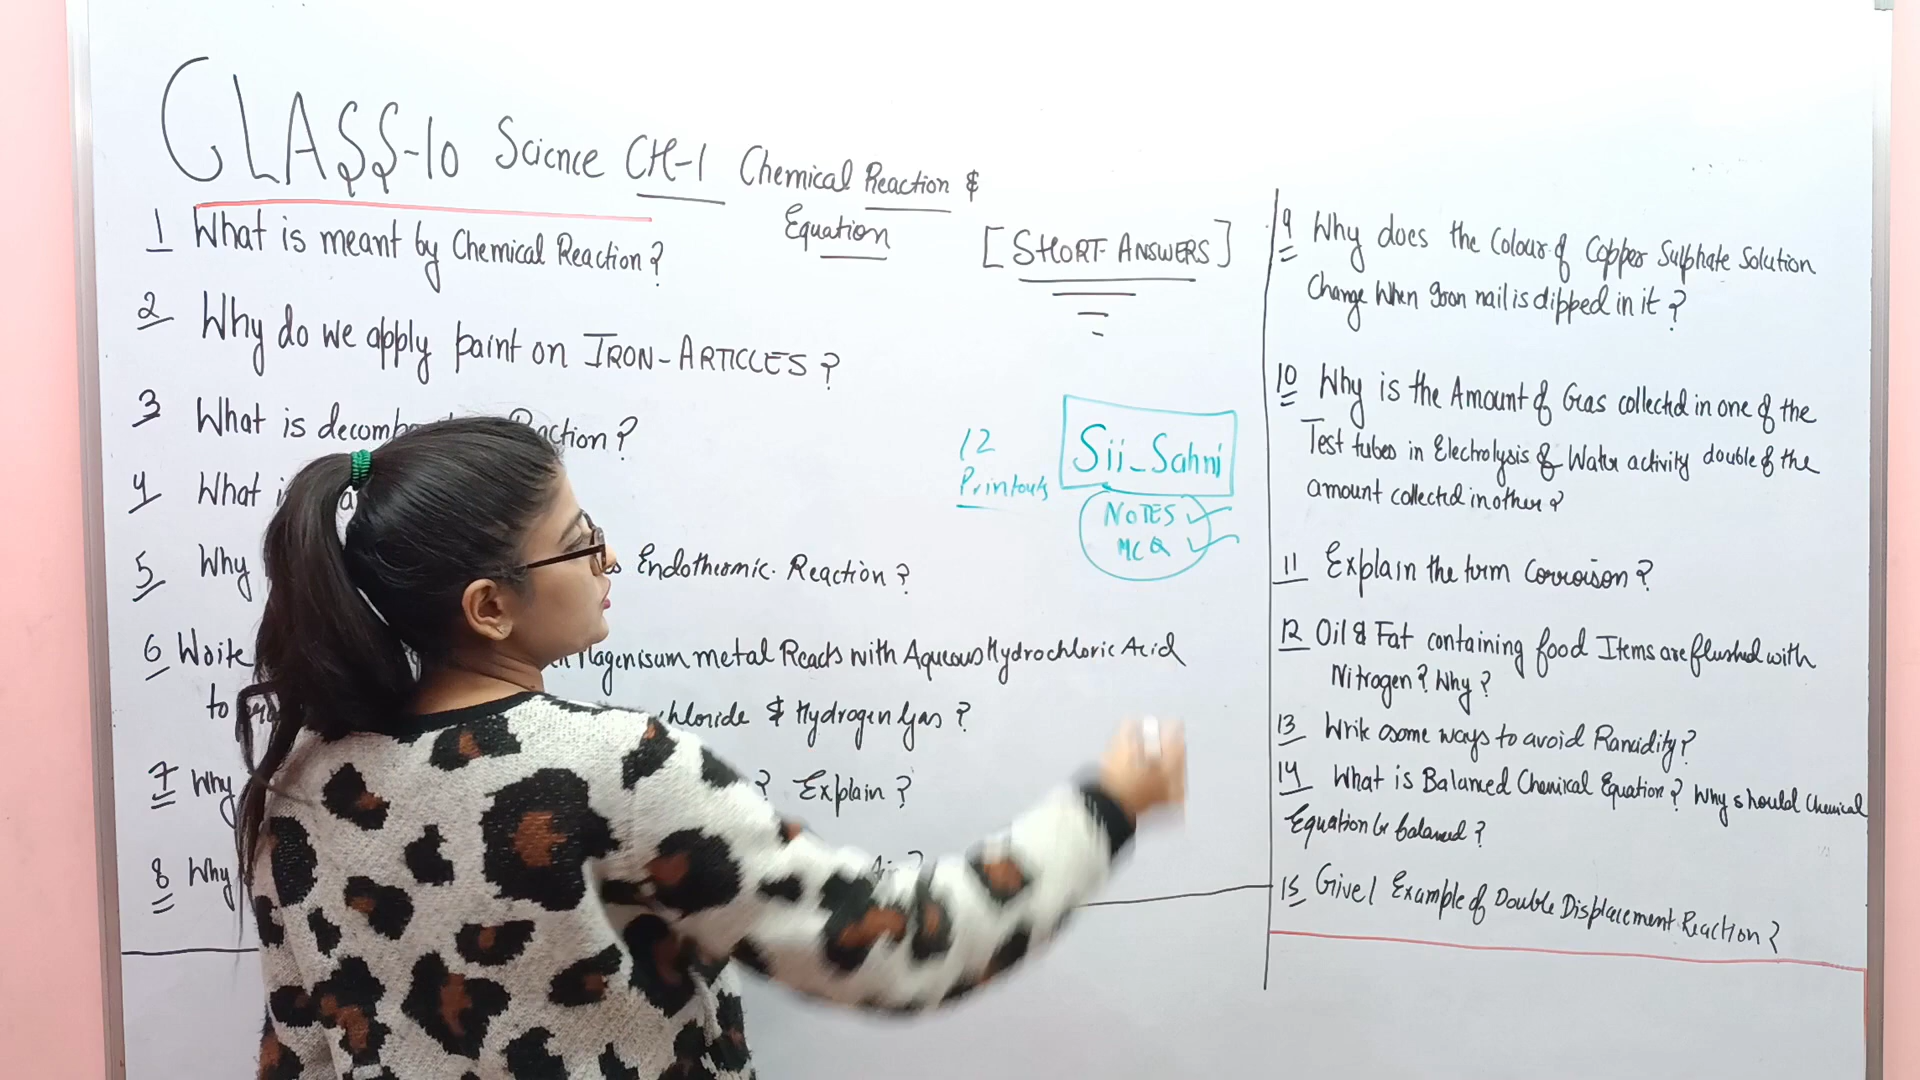 CLASS-10 Science CH-1 Chemical Reaction &
Equation
[SHORT-ANSWERS]
1 What is meant by Chemical Reaction?
2 Why do we apply paint on IRON-ARTICLES?
3 What is ction?
4 What
5 Why Endothermic. Reaction?
6 Write Magenisum metal Reacts with Aqueous Hydrochloric Acid
to hloride & Hydrogen Gas?
7 Why ? Explain?
8 Why
12
Printouts
Sii_Sahni
NOTES
MCQ
9 Why does the Colour of Copper Sulphate Solution
Change When Iron nail is dipped in it?
10 Why is the Amount of Gas collected in one of the
Test tubes in Electrolysis of Water activity double of the
amount collected in other?
11 Explain the term Corroison?
12 Oil & Fat containing food Items are flushed with
Nitrogen? Why?
13 Write some ways to avoid Rancidity?
14 What is Balanced Chemical Equation? Why should Chemical
Equation be balanced?
15 Give 1 Example of Double Displacement Reaction?